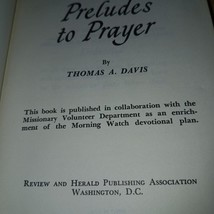 Preludes
to Prayer
By
THOMAS A. DAVIS
This book is published in collaboration with the
Missionary Volunteer Department as an enrich-
ment of the Morning Watch devotional plan.
REVIEW AND HERALD PUBLISHING ASSOCIATION
WASHINGTON, D.C.